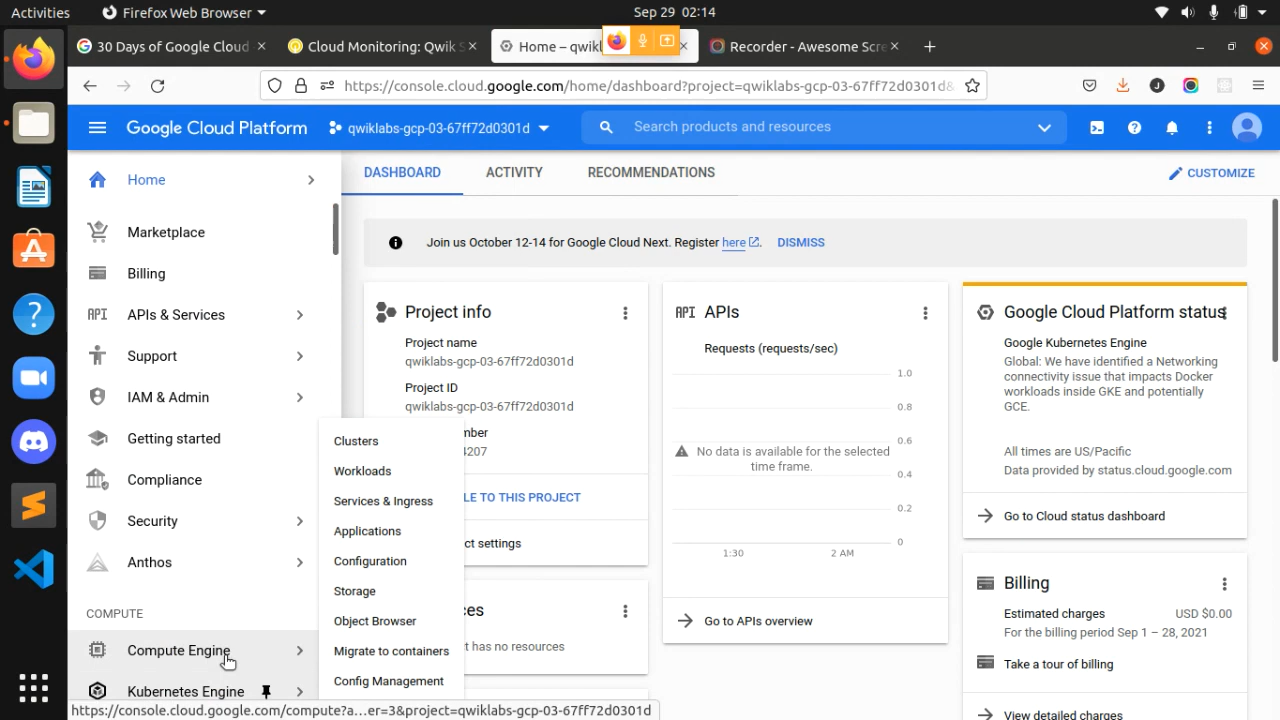 Activities
Firefox Web Browser
Sep 29 02:14
30 Days of Google Cloud
Cloud Monitoring: Qwik S
Home – qwikl
Recorder - Awesome Scre
https://console.cloud.google.com/home/dashboard?project=qwiklabs-gcp-03-67ff72d0301d&
Google Cloud Platform
qwiklabs-gcp-03-67ff72d0301d
Search products and resources
Home
Marketplace
Billing
APIs & Services
Support
IAM & Admin
Getting started
Compliance
Security
Anthos
COMPUTE
Compute Engine
Kubernetes Engine
Clusters
Workloads
Services & Ingress
Applications
Configuration
Storage
Object Browser
Migrate to containers
Config Management
DASHBOARD
ACTIVITY
RECOMMENDATIONS
CUSTOMIZE
Join us October 12-14 for Google Cloud Next. Register here.
DISMISS
Project info
Project name
qwiklabs-gcp-03-67ff72d0301d
Project ID
qwiklabs-gcp-03-67ff72d0301d
mber
4207
LE TO THIS PROJECT
ct settings
ces
t has no resources
API APIs
Requests (requests/sec)
1.0
0.8
0.6
0.4
0.2
0
No data is available for the selected
time frame.
1:30
2 AM
Go to APIs overview
Google Cloud Platform status
Google Kubernetes Engine
Global: We have identified a Networking
connectivity issue that impacts Docker
workloads inside GKE and potentially
GCE.
All times are US/Pacific
Data provided by status.cloud.google.com
Go to Cloud status dashboard
Billing
Estimated charges
USD $0.00
For the billing period Sep 1 – 28, 2021
Take a tour of billing
View detailed charges
https://console.cloud.google.com/compute?a...er=3&project=qwiklabs-gcp-03-67ff72d0301d